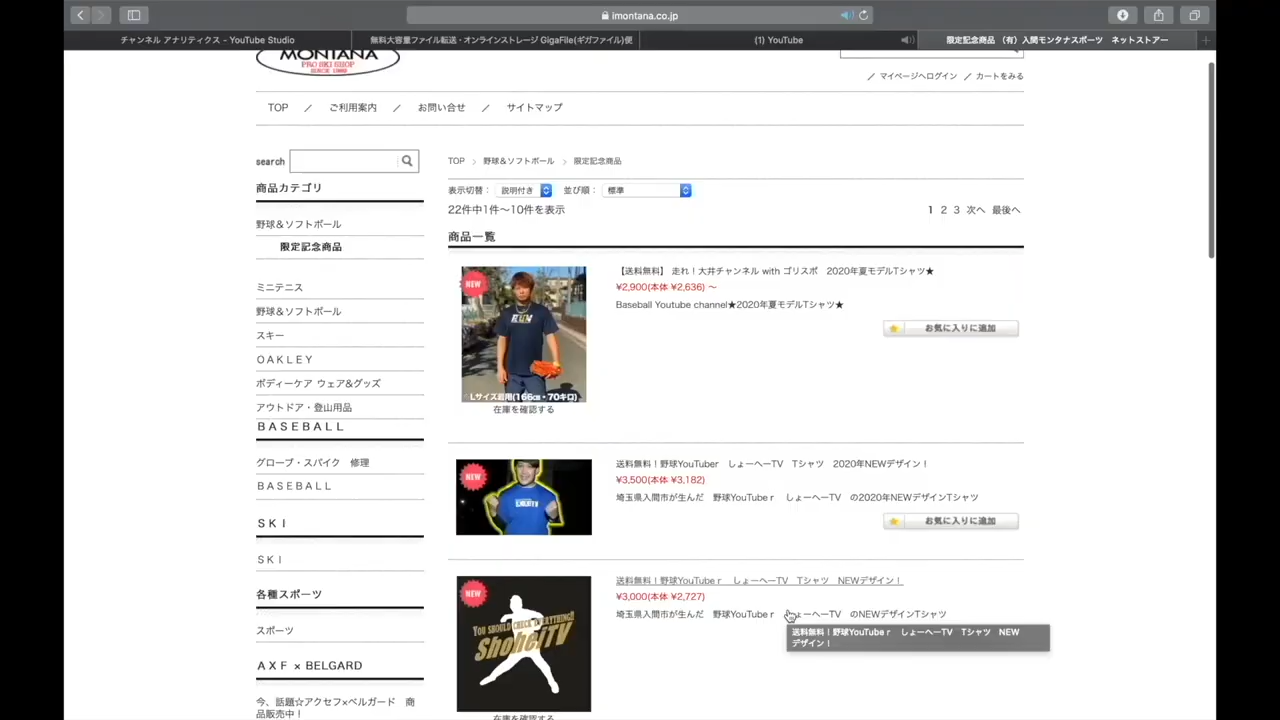 imontana.co.jp
チャンネル アナリティクス - YouTube Studio
無料大容量ファイル転送・オンラインストレージ GigaFile(ギガファイル)便
(1) YouTube
限定記念商品 （有）入間モンタナスポーツ ネットストアー
MONTANA
PRO SKI SHOP
SINCE 1980
／ マイページへログイン ／ カートをみる
TOP ／ ご利用案内 ／ お問い合せ ／ サイトマップ
search
商品カテゴリ
野球＆ソフトボール
限定記念商品
ミニテニス
野球＆ソフトボール
スキー
ＯＡＫＬＥＹ
ボディーケア ウェア&グッズ
アウトドア・登山用品
ＢＡＳＥＢＡＬＬ
グローブ・スパイク 修理
ＢＡＳＥＢＡＬＬ
ＳＫＩ
ＳＫＩ
各種スポーツ
スポーツ
ＡＸＦ × BELGARD
今、話題☆アクセフ×ベルガード 商
品販売中！
TOP > 野球＆ソフトボール > 限定記念商品
表示切替： 説明付き 並び順： 標準
22件中1件～10件を表示
1 2 3 次へ 最後へ
商品一覧
NEW
RUN
Lサイズ着用(166㎝・70キロ)
在庫を確認する
【送料無料】 走れ！大井チャンネル with ゴリスポ 2020年夏モデルTシャツ★
¥2,900(本体 ¥2,636) ～
Baseball Youtube channel★2020年夏モデルTシャツ★
お気に入りに追加
NEW
ShoheiTV
送料無料！野球YouTuber しょーへーTV Tシャツ 2020年NEWデザイン！
¥3,500(本体 ¥3,182)
埼玉県入間市が生んだ 野球YouTubeｒ しょーへーTV の2020年NEWデザインTシャツ
お気に入りに追加
NEW
YOU SHOULD CHECK EVERYTHING!!
ShoheiTV
在庫を確認する
送料無料！野球YouTubeｒ しょーへーTV Tシャツ NEWデザイン！
¥3,000(本体 ¥2,727)
埼玉県入間市が生んだ 野球YouTubeｒ しょーへーTV のNEWデザインTシャツ
送料無料！野球YouTubeｒ しょーへーTV Tシャツ NEW
デザイン！